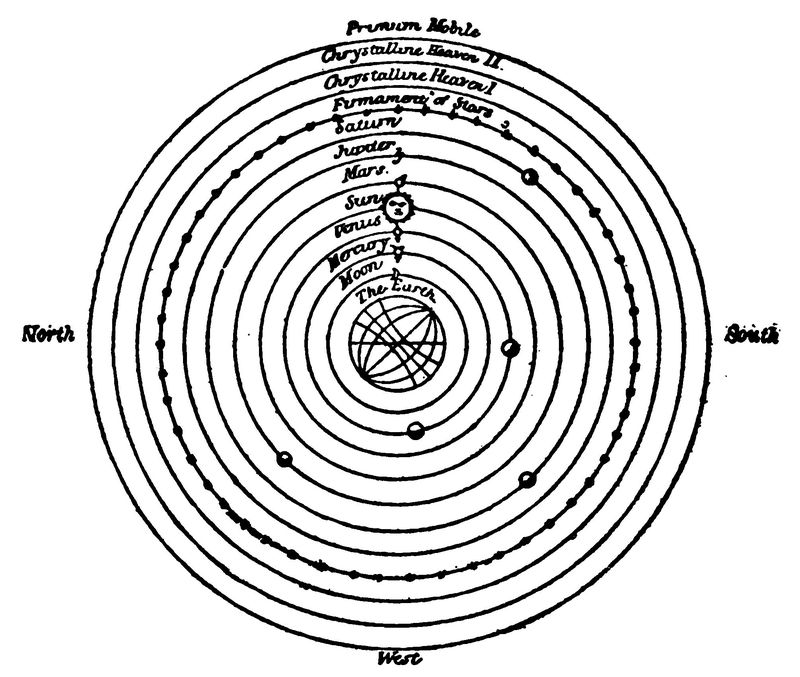 Primum Mobile
Chrystalline Heaven II.
Chrystalline Heaven I
Firmament of Stars
Saturn
Jupiter
Mars.
Sun
Venus
Mercury
Moon
The Earth
North
South
West